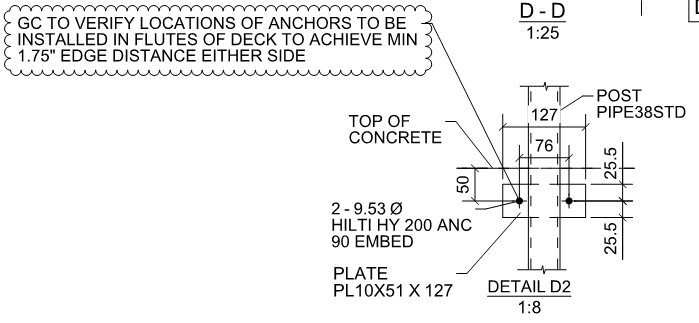 GC TO VERIFY LOCATIONS OF ANCHORS TO BE
INSTALLED IN FLUTES OF DECK TO ACHIEVE MIN
1.75" EDGE DISTANCE EITHER SIDE
D - D
1:25
POST
PIPE38STD
127
TOP OF
CONCRETE
76
25.5
50
2 - 9.53 Ø
HILTI HY 200 ANC
90 EMBED
25.5
PLATE
PL10X51 X 127
DETAIL D2
1:8